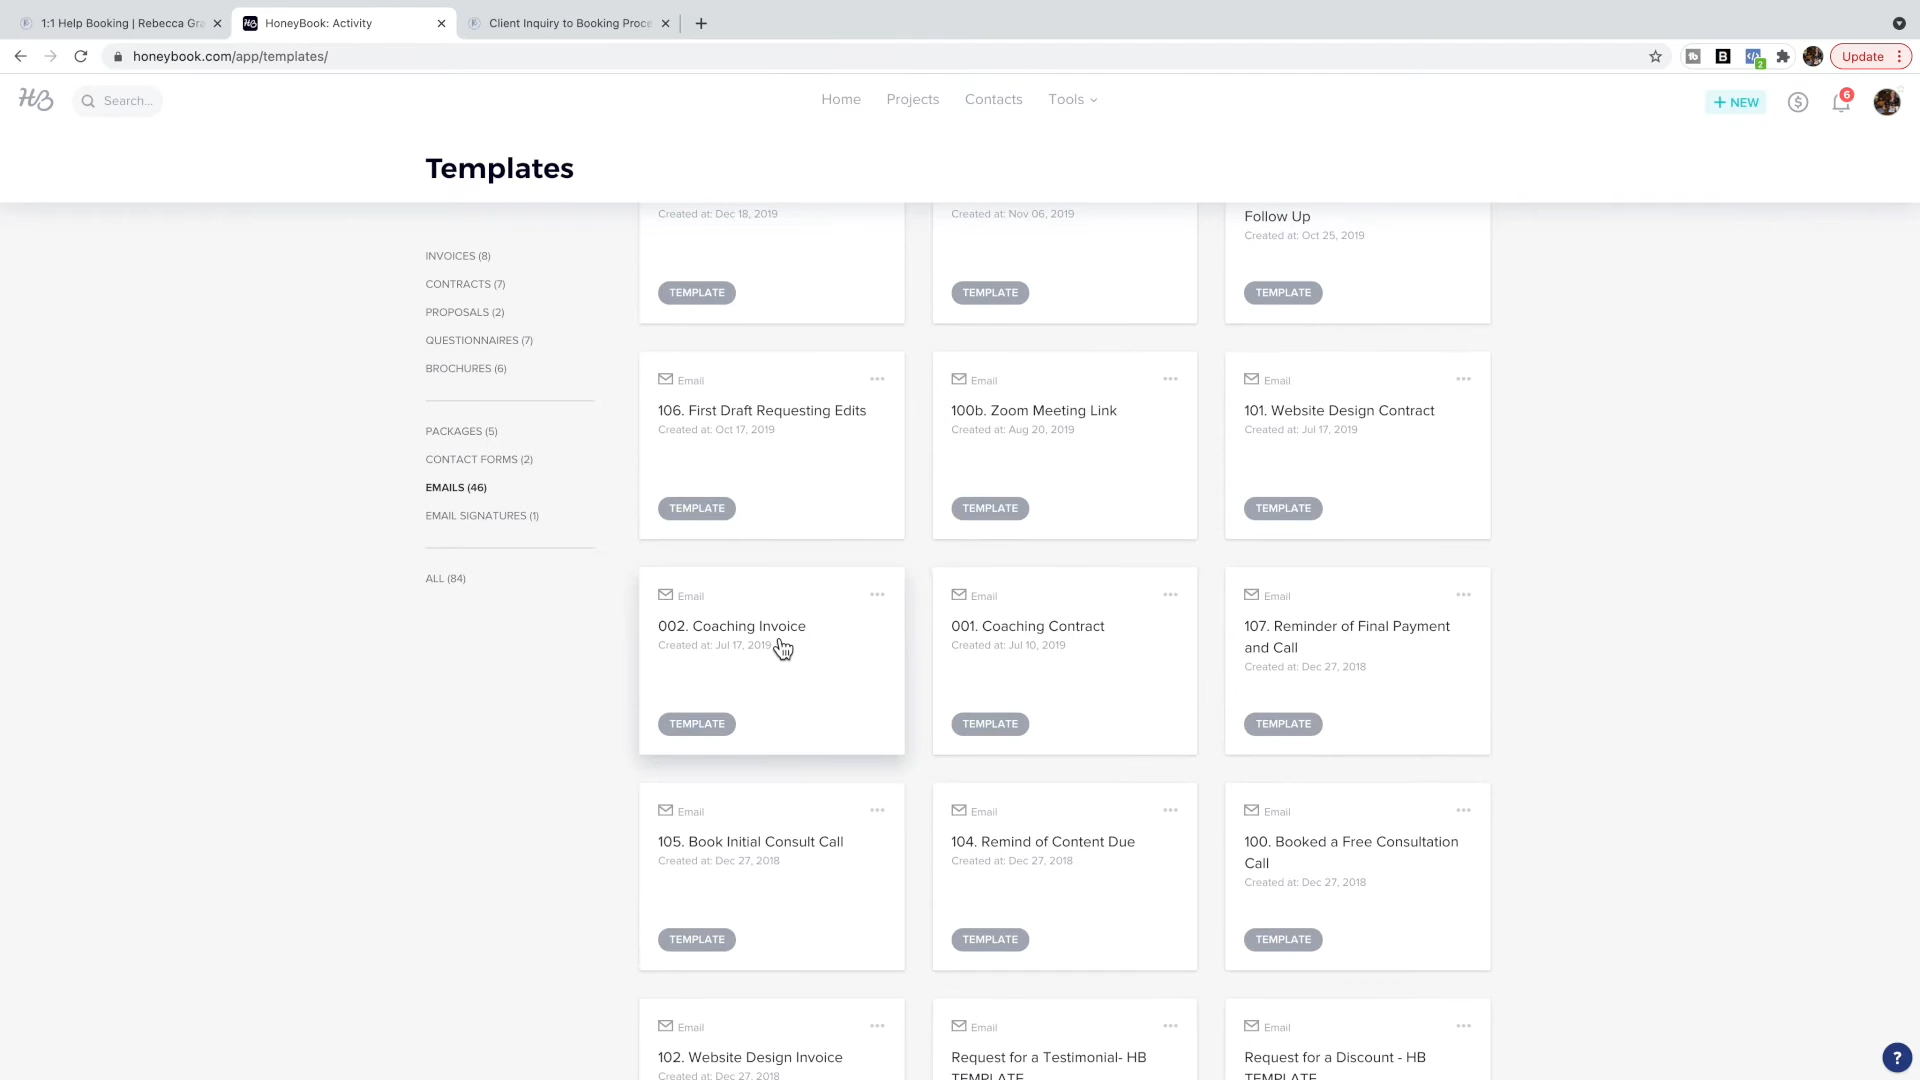 1:1 Help Booking | Rebecca Gra
HoneyBook: Activity
Client Inquiry to Booking Proce
honeybook.com/app/templates/
2
Update
HB
Search...
Home
Projects
Contacts
Tools
+ NEW
6
Templates
INVOICES (8)
CONTRACTS (7)
PROPOSALS (2)
QUESTIONNAIRES (7)
BROCHURES (6)
PACKAGES (5)
CONTACT FORMS (2)
EMAILS (46)
EMAIL SIGNATURES (1)
ALL (84)
Created at: Dec 18, 2019
TEMPLATE
Created at: Nov 06, 2019
TEMPLATE
Follow Up
Created at: Oct 25, 2019
TEMPLATE
Email
106. First Draft Requesting Edits
Created at: Oct 17, 2019
TEMPLATE
Email
100b. Zoom Meeting Link
Created at: Aug 20, 2019
TEMPLATE
Email
101. Website Design Contract
Created at: Jul 17, 2019
TEMPLATE
Email
002. Coaching Invoice
Created at: Jul 17, 2019
TEMPLATE
Email
001. Coaching Contract
Created at: Jul 10, 2019
TEMPLATE
Email
107. Reminder of Final Payment
and Call
Created at: Dec 27, 2018
TEMPLATE
Email
105. Book Initial Consult Call
Created at: Dec 27, 2018
TEMPLATE
Email
104. Remind of Content Due
Created at: Dec 27, 2018
TEMPLATE
Email
100. Booked a Free Consultation
Call
Created at: Dec 27, 2018
TEMPLATE
Email
102. Website Design Invoice
Created at: Dec 27, 2018
Email
Request for a Testimonial- HB
TEMPLATE
Email
Request for a Discount - HB
TEMPLATE
?